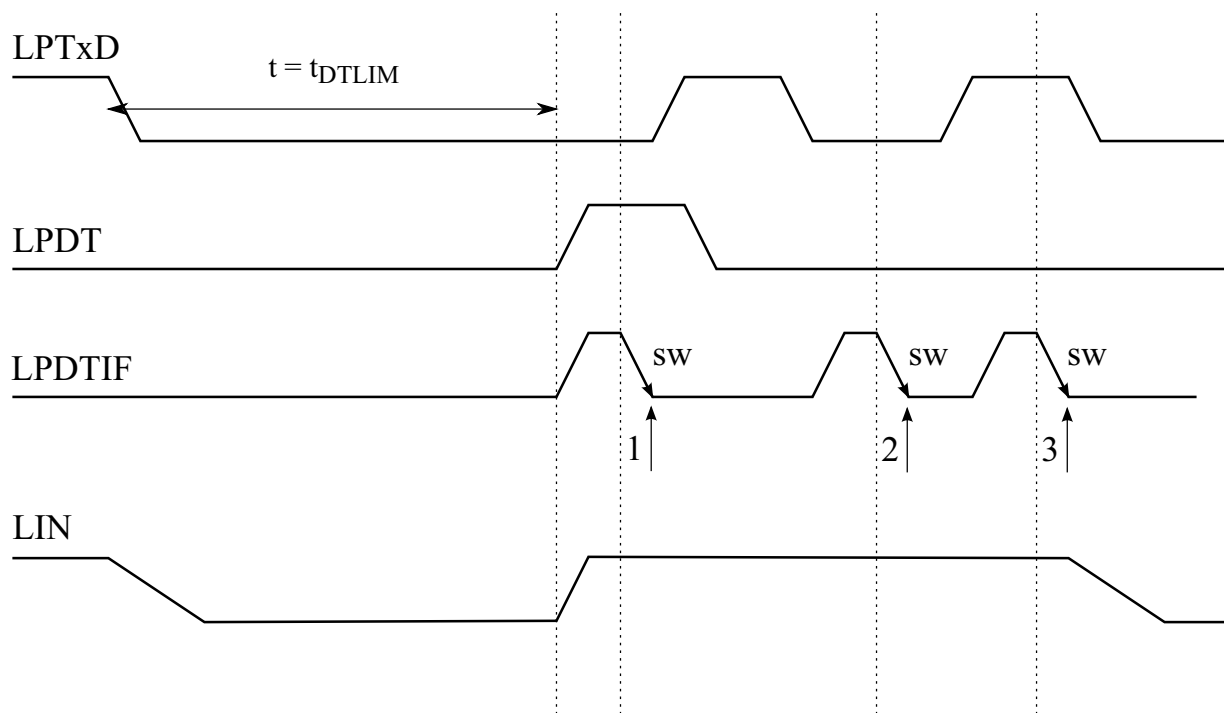 LPTxD
t = tDTLIM
LPDT
LPDTIF
sw
sw
sw
1
2
3
LIN